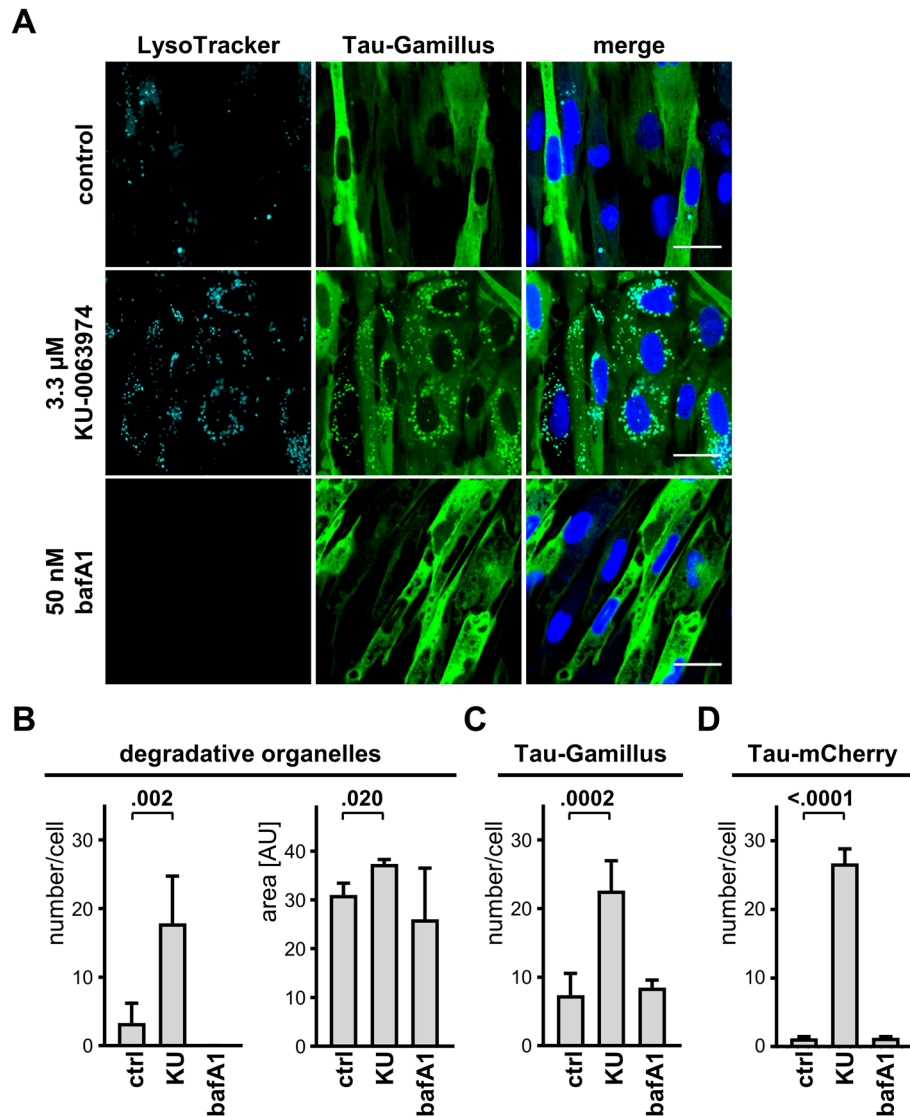 A
LysoTracker Tau-Gamillus merge
control
3.3 µM
KU-0063974
50 nM
bafA1
B
degradative organelles
number/cell
30
20
10
0
.002
ctrl
KU
bafA1
area [AU]
40
30
20
10
0
.020
ctrl
KU
bafA1
C
Tau-Gamillus
number/cell
30
20
10
0
.0002
ctrl
KU
bafA1
D
Tau-mCherry
number/cell
30
20
10
0
<.0001
ctrl
KU
bafA1